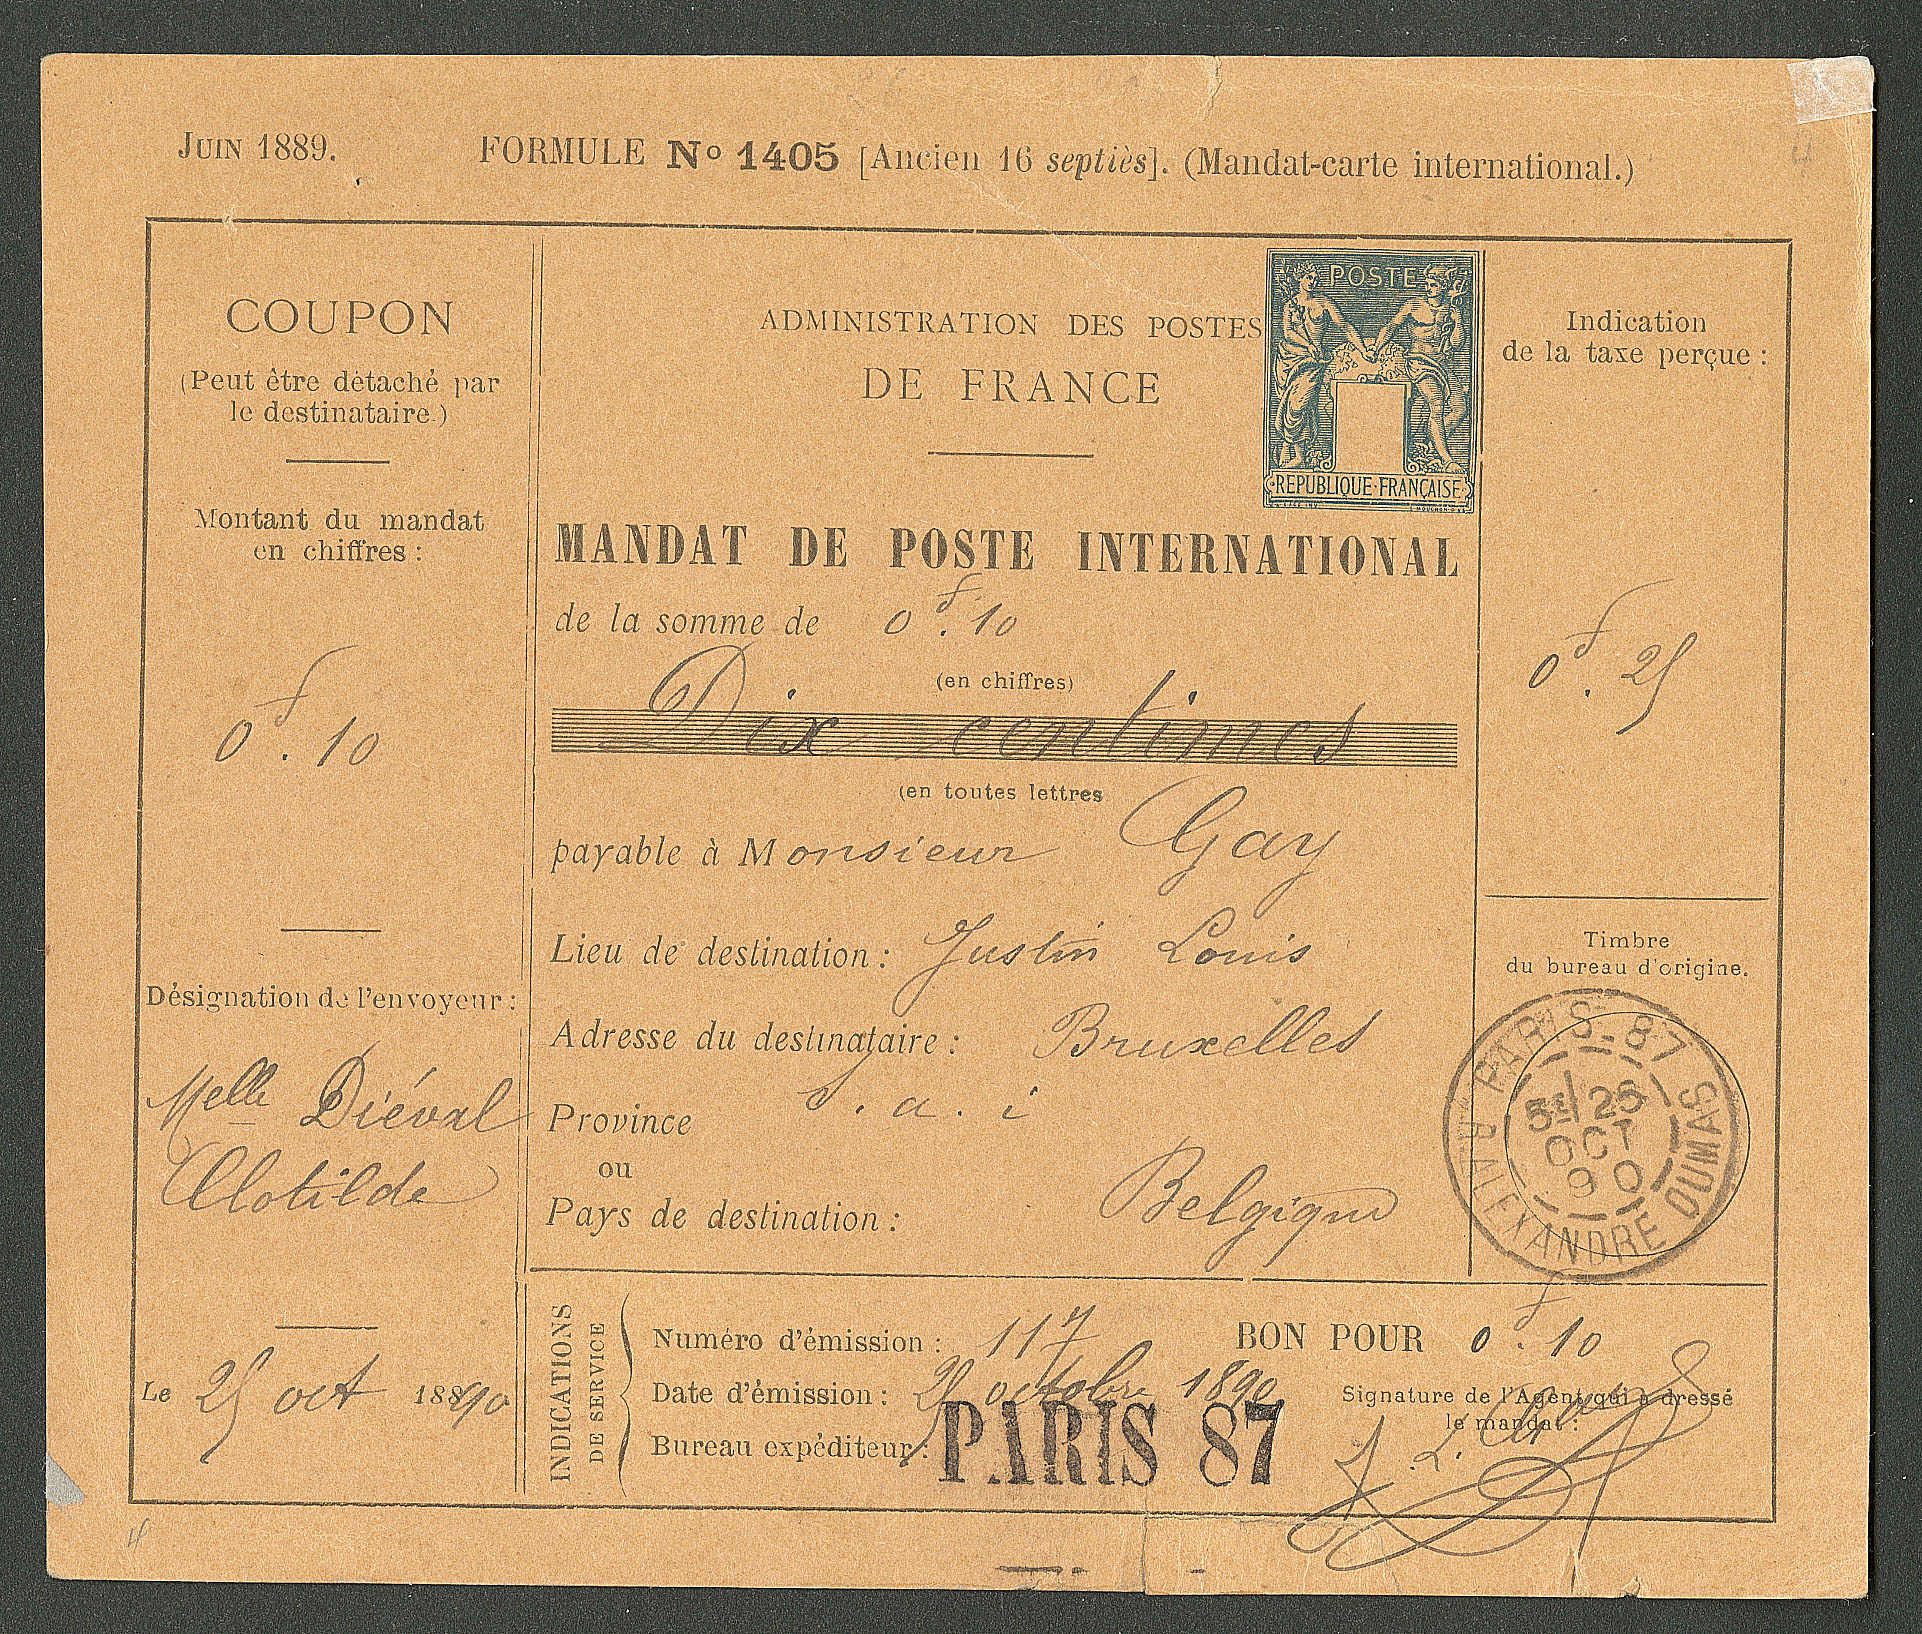 JUIN 1889.
FORMULE No 1405 [Ancien 16 septiès]. (Mandat-carte international.)
COUPON
(Peut être détaché par
le destinataire.)
Montant du mandat
en chiffres :
0f.10
Désignation de l'envoyeur :
Melle Diéval
Clotilde
Le 25 oct 1890
ADMINISTRATION DES POSTES
DE FRANCE
POSTE
REPUBLIQUE FRANÇAISE
MANDAT DE POSTE INTERNATIONAL
de la somme de 0f.10
(en chiffres)
Dix centimes
(en toutes lettres
payable à Monsieur Gay
Lieu de destination : Justin Louis
Adresse du destinataire : Bruxelles
Province
ou
Pays de destination : Belgique
Indication
de la taxe perçue :
0f.25
Timbre
du bureau d'origine.
PARIS-87
5E/25
OCT
90
R ALEXANDRE DUMAS
INDICATIONS
DE SERVICE
Numéro d'émission : 117
Date d'émission : 25 octobre 1890
Bureau expéditeur : PARIS 87
BON POUR 0f.10
Signature de l'Agent qui a dressé
le mandat :